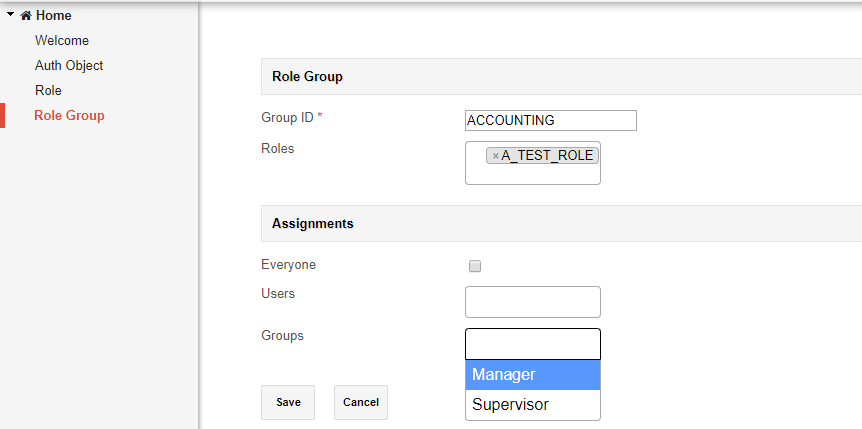 Home
Welcome
Auth Object
Role
Role Group
Role Group
Group ID * ACCOUNTING
Roles ×A_TEST_ROLE
Assignments
Everyone
Users
Groups
Manager
Supervisor
Save Cancel